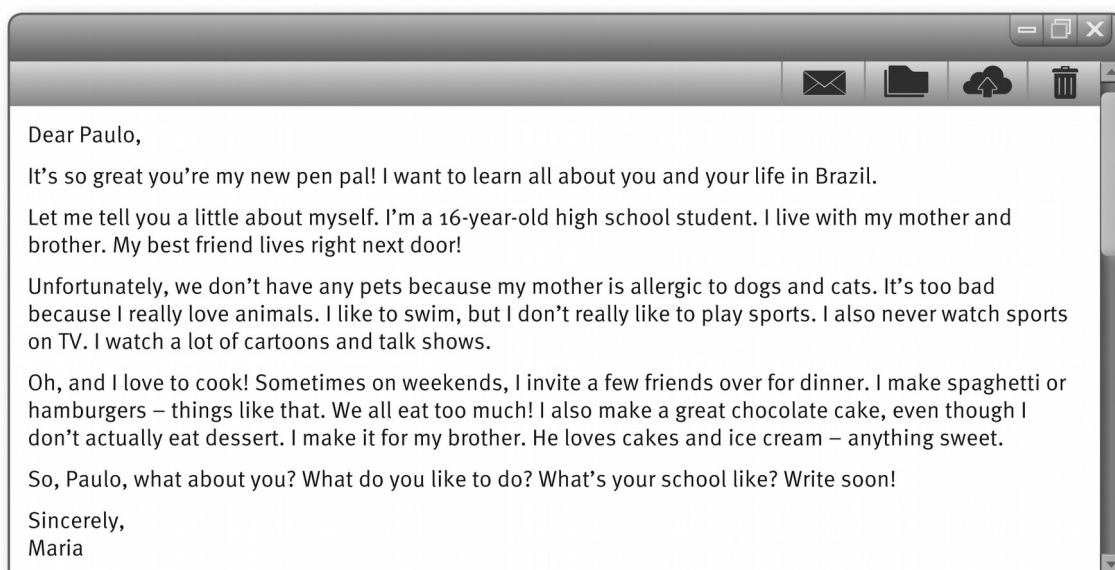 Dear Paulo,
It's so great you're my new pen pal! I want to learn all about you and your life in Brazil.
Let me tell you a little about myself. I'm a 16-year-old high school student. I live with my mother and
brother. My best friend lives right next door!
Unfortunately, we don't have any pets because my mother is allergic to dogs and cats. It's too bad
because I really love animals. I like to swim, but I don't really like to play sports. I also never watch sports
on TV. I watch a lot of cartoons and talk shows.
Oh, and I love to cook! Sometimes on weekends, I invite a few friends over for dinner. I make spaghetti or
hamburgers – things like that. We all eat too much! I also make a great chocolate cake, even though I
don't actually eat dessert. I make it for my brother. He loves cakes and ice cream – anything sweet.
So, Paulo, what about you? What do you like to do? What's your school like? Write soon!
Sincerely,
Maria